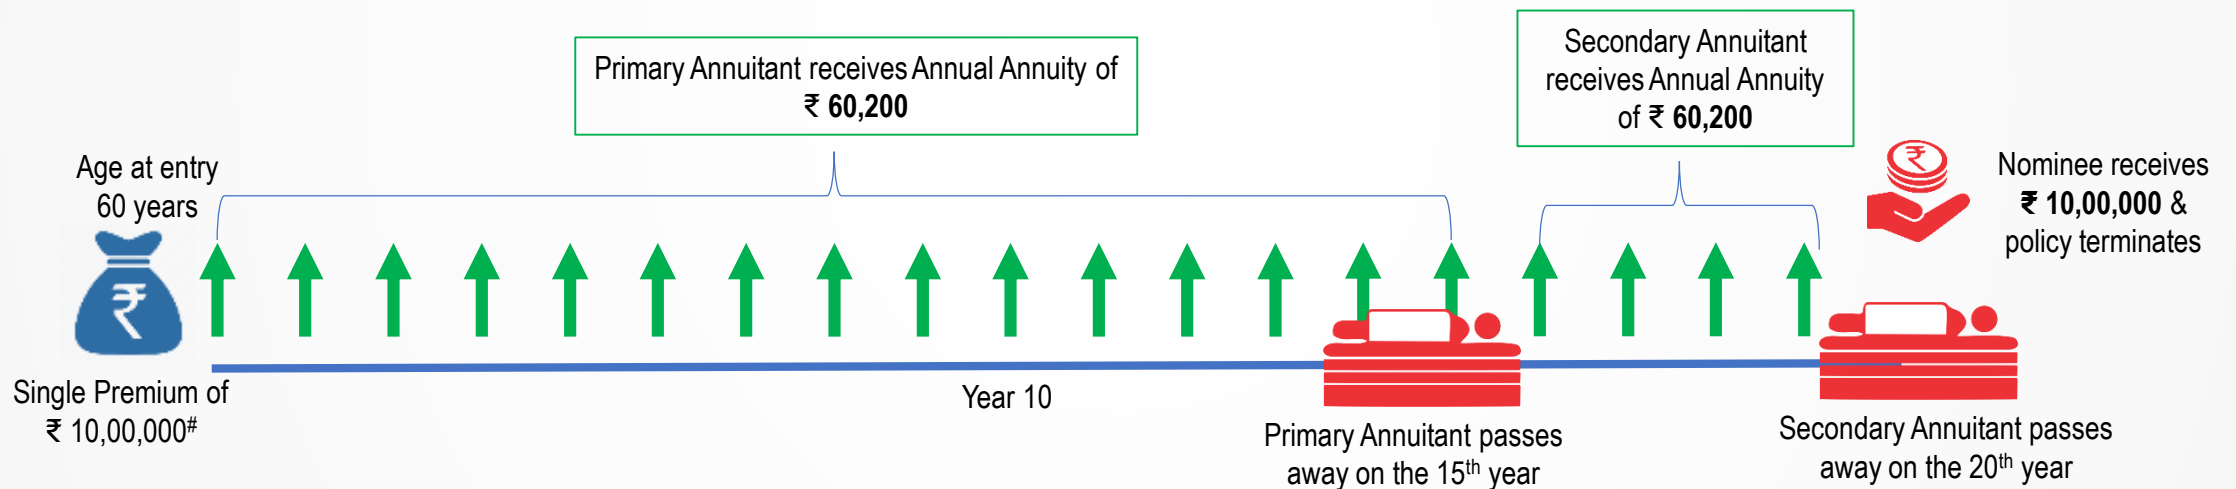 Primary Annuitant receives Annual Annuity of
₹ 60,200
Secondary Annuitant
receives Annual Annuity
of ₹ 60,200
Age at entry
60 years
₹
Single Premium of
₹ 10,00,000#
Year 10
Primary Annuitant passes
away on the 15th year
Secondary Annuitant passes
away on the 20th year
₹
Nominee receives
₹ 10,00,000 &
policy terminates